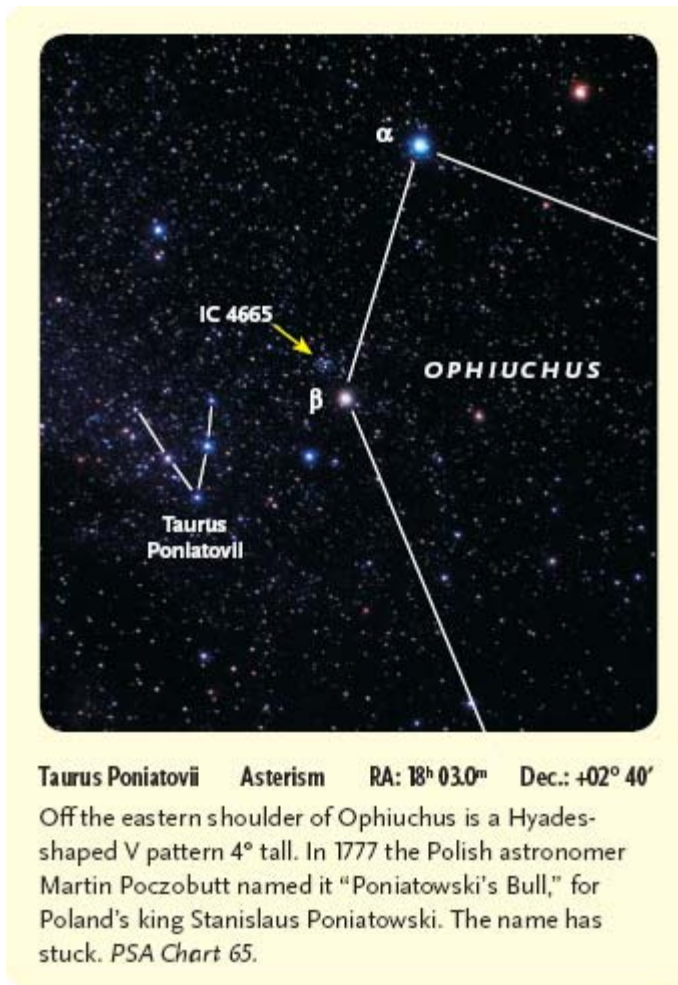 α
IC 4665
OPHIUCHUS
β
Taurus
Poniatovii
Taurus Poniatovii Asterism RA: 18ʰ 03.0ᵐ Dec.: +02° 40′
Off the eastern shoulder of Ophiuchus is a Hyades-
shaped V pattern 4° tall. In 1777 the Polish astronomer
Martin Poczobutt named it “Poniatowski’s Bull,” for
Poland’s king Stanislaus Poniatowski. The name has
stuck. PSA Chart 65.